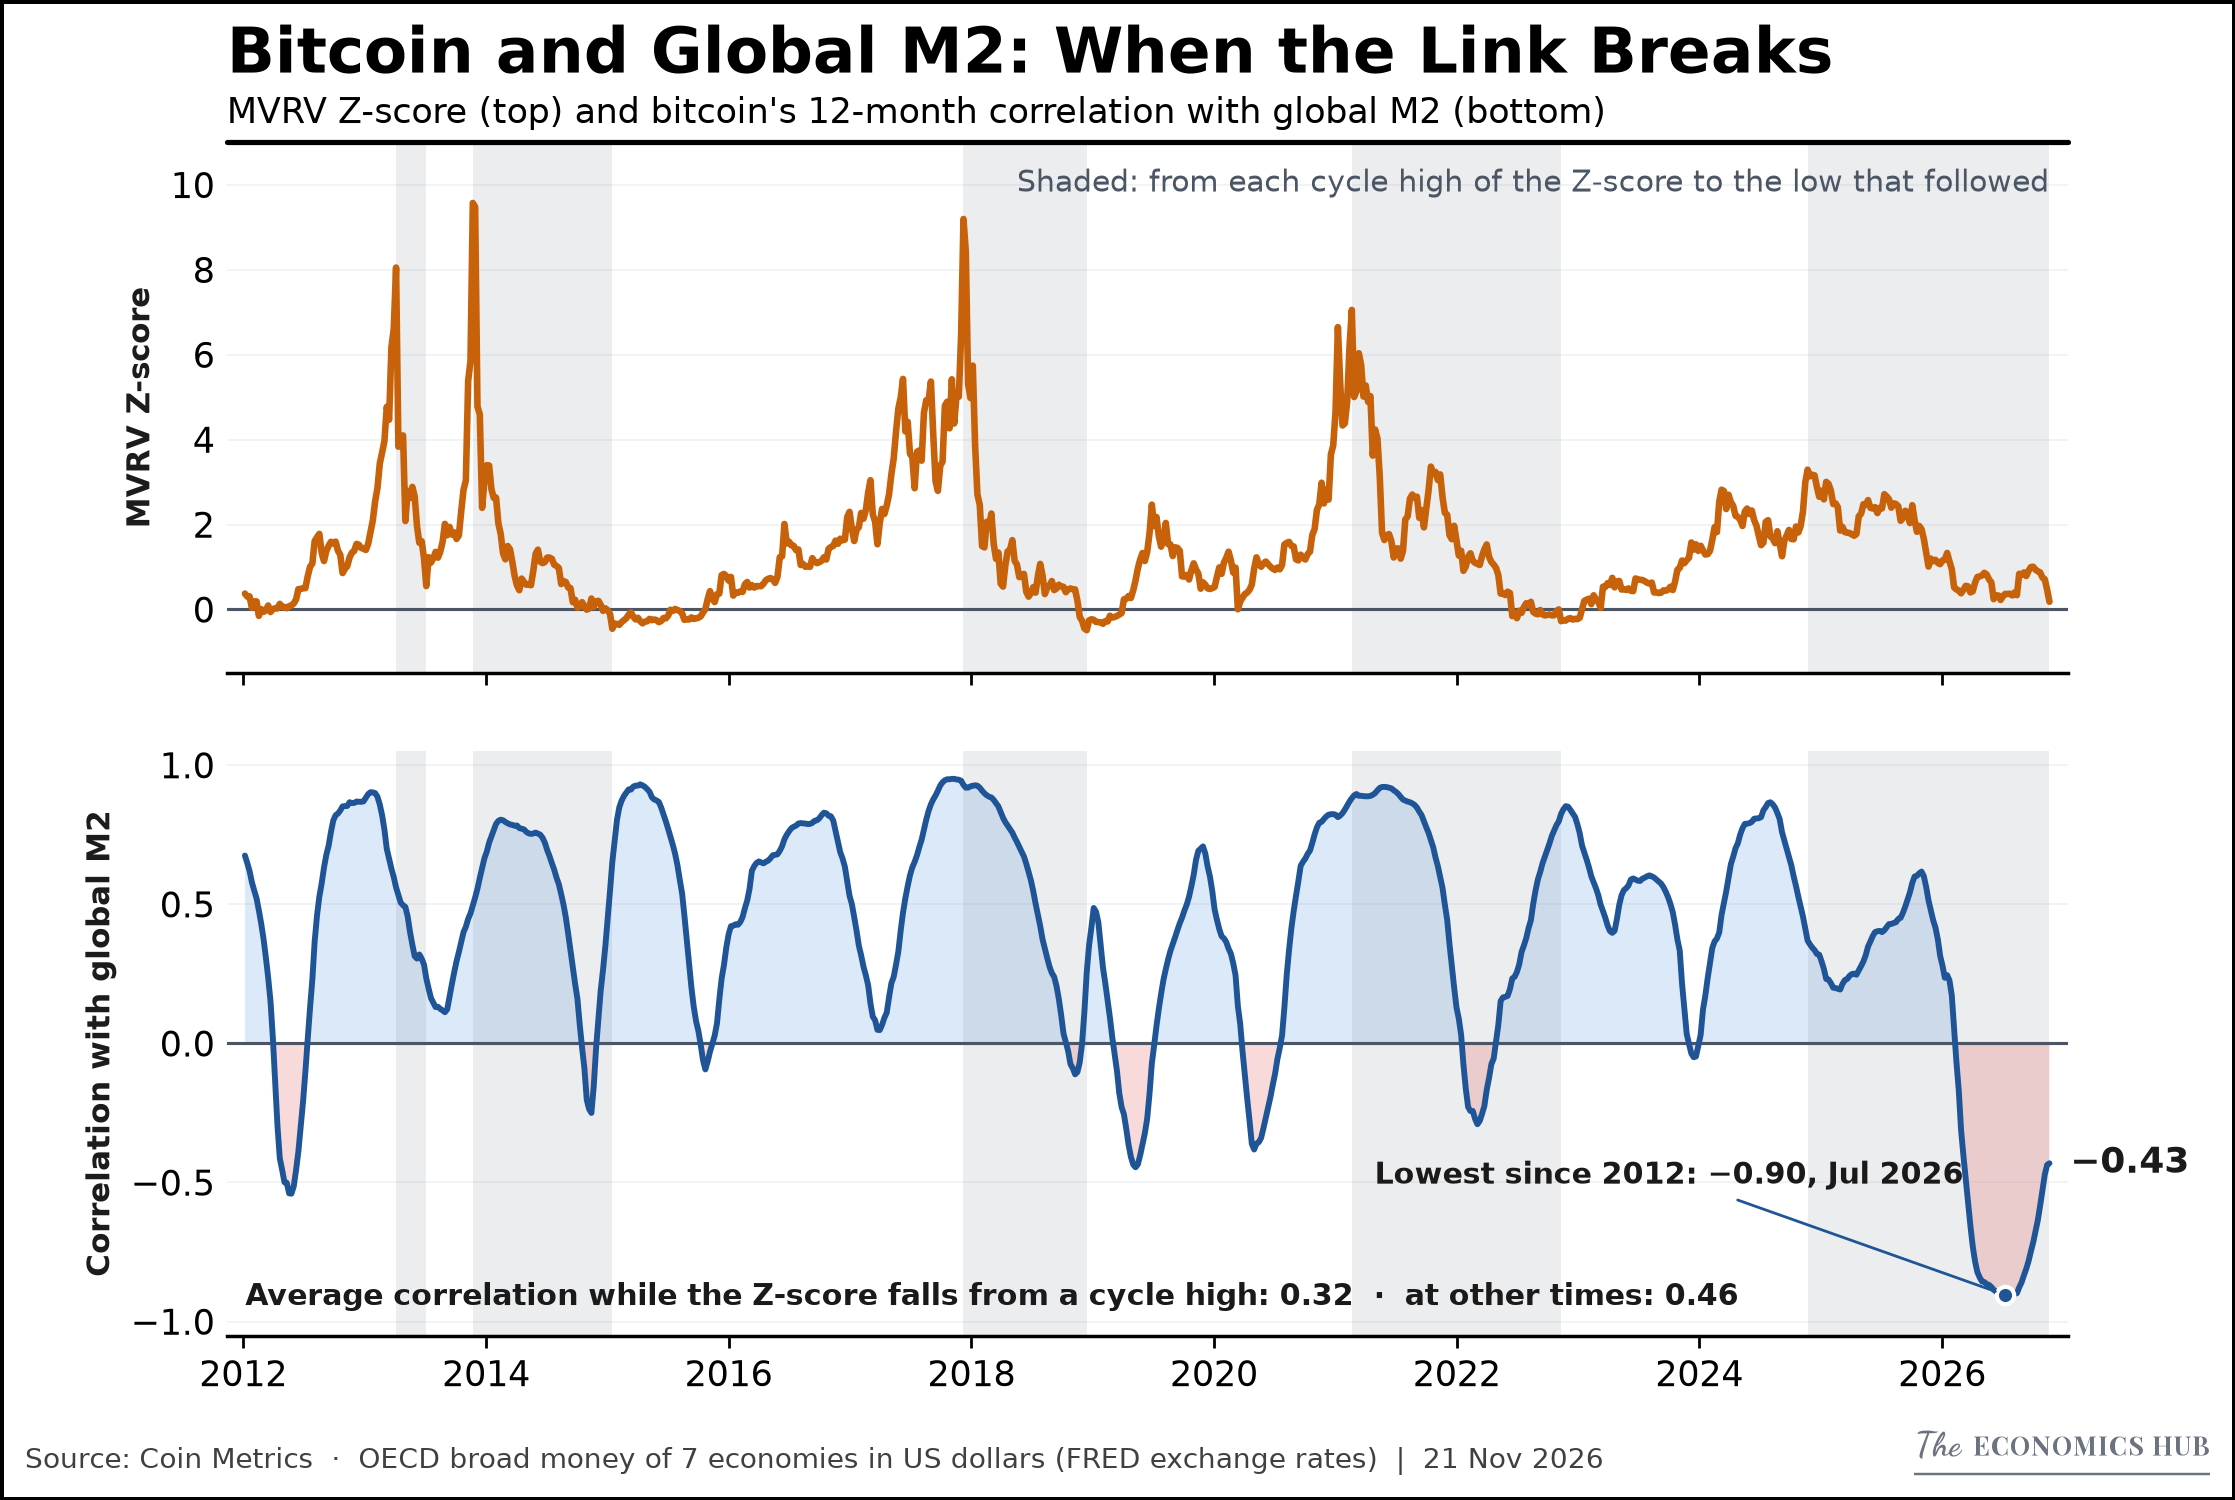 Bitcoin and Global M2: When the Link Breaks
MVRV Z-score (top) and bitcoin's 12-month correlation with global M2 (bottom)
Shaded: from each cycle high of the Z-score to the low that followed
MVRV Z-score
10
8
6
4
2
0
Correlation with global M2
1.0
0.5
0.0
−0.5
−1.0
Lowest since 2012: −0.90, Jul 2026
−0.43
Average correlation while the Z-score falls from a cycle high: 0.32 · at other times: 0.46
2012 2014 2016 2018 2020 2022 2024 2026
Source: Coin Metrics · OECD broad money of 7 economies in US dollars (FRED exchange rates) | 21 Nov 2026
The ECONOMICS HUB